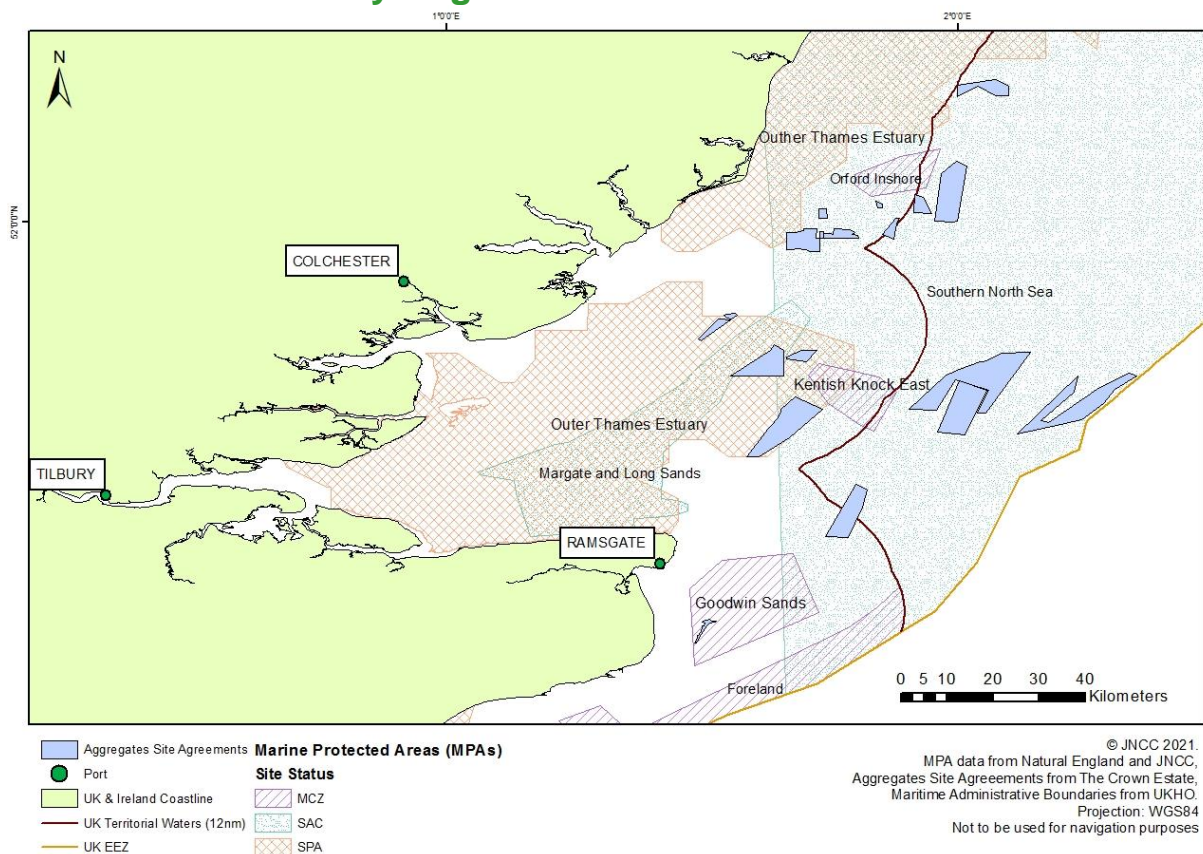 1°0'0"E
2°0'0"E
N
52°0'0"N
Outher Thames Estuary
Orford Inshore
COLCHESTER
Southern North Sea
Kentish Knock East
Outer Thames Estuary
Margate and Long Sands
TILBURY
RAMSGATE
Goodwin Sands
Foreland
0 5 10 20 30 40
Kilometers
Aggregates Site Agreements
Port
UK & Ireland Coastline
UK Territorial Waters (12nm)
UK EEZ
Marine Protected Areas (MPAs)
Site Status
MCZ
SAC
SPA
© JNCC 2021.
MPA data from Natural England and JNCC,
Aggregates Site Agreeements from The Crown Estate,
Maritime Administrative Boundaries from UKHO.
Projection: WGS84
Not to be used for navigation purposes